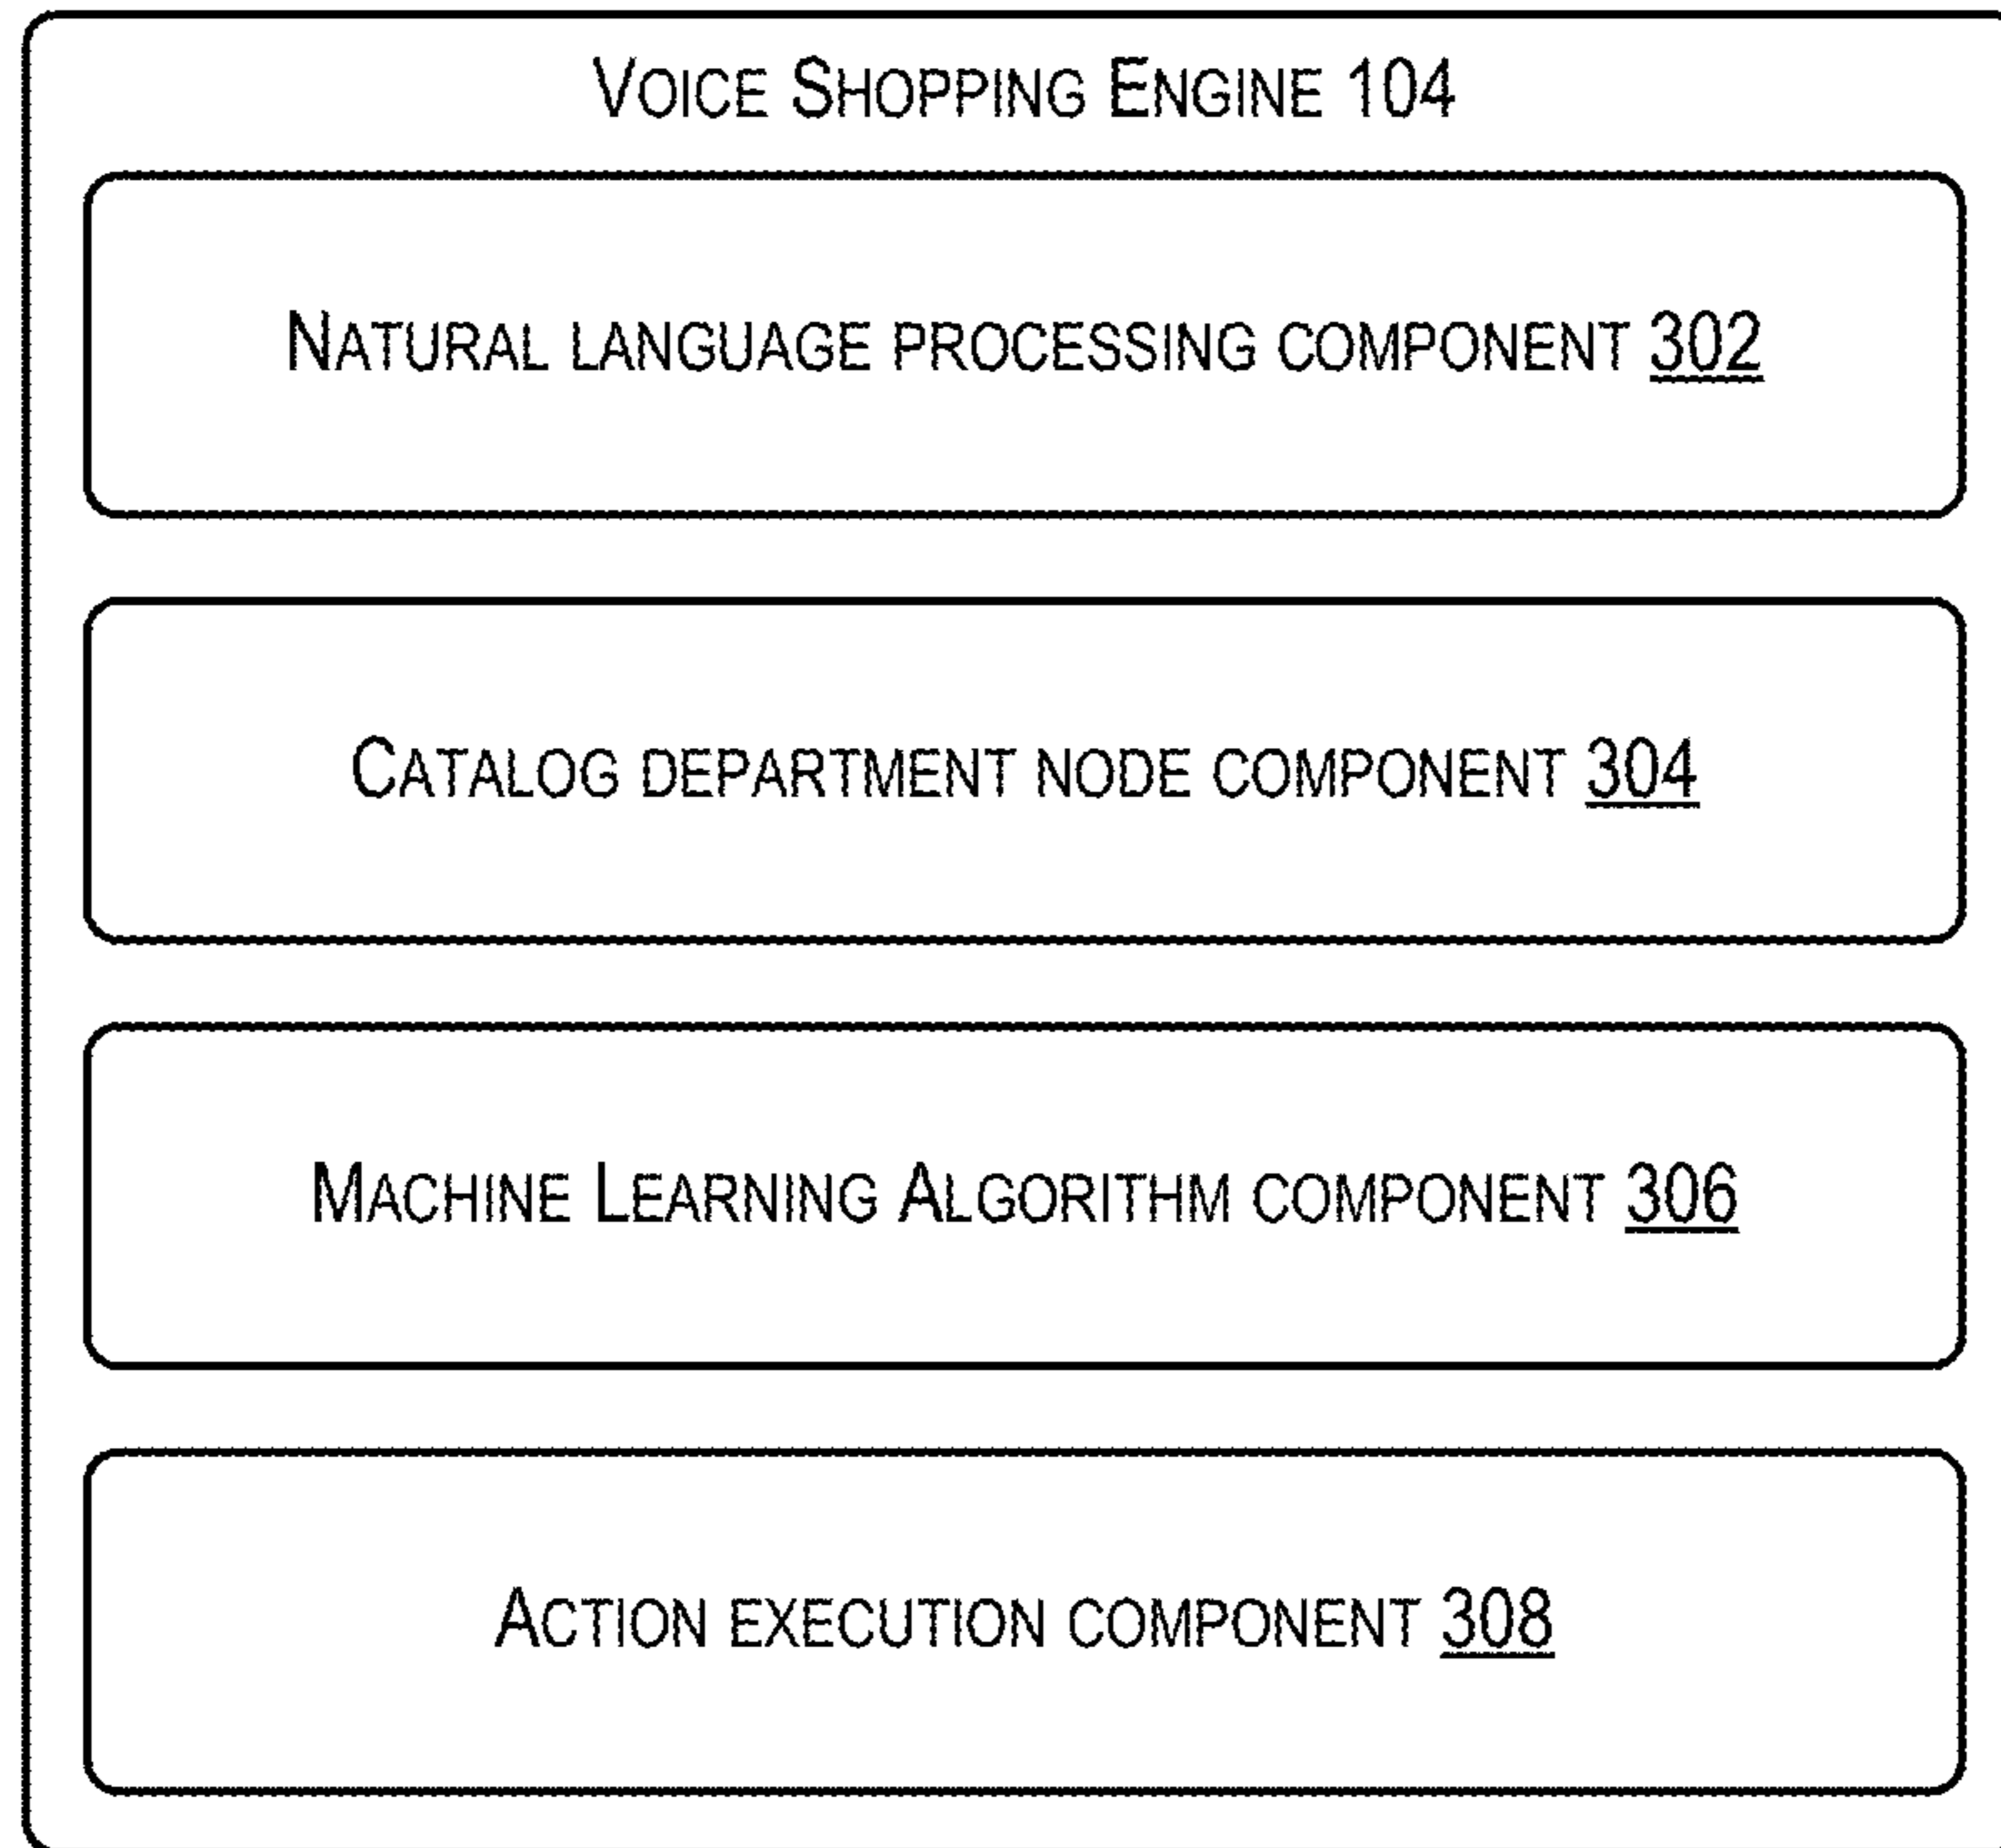 Voice Shopping Engine 104
Natural language processing component 302
Catalog department node component 304
Machine Learning Algorithm component 306
Action execution component 308